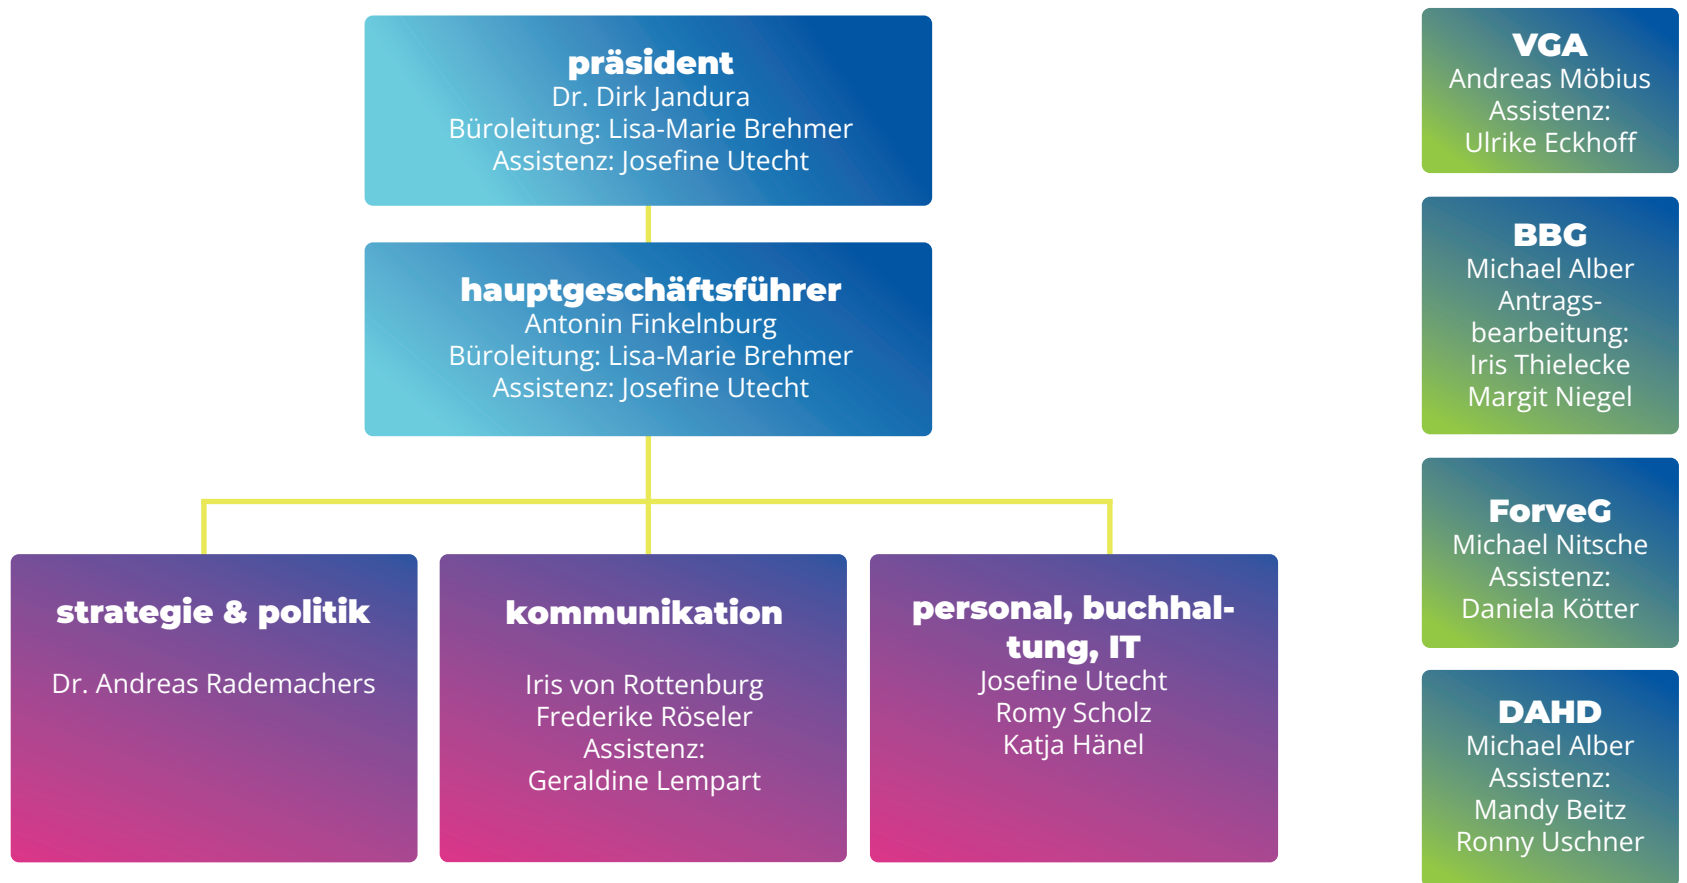 präsident
Dr. Dirk Jandura
Büroleitung: Lisa-Marie Brehmer
Assistenz: Josefine Utecht
hauptgeschäftsführer
Antonin Finkelnburg
Büroleitung: Lisa-Marie Brehmer
Assistenz: Josefine Utecht
strategie & politik
Dr. Andreas Rademachers
kommunikation
Iris von Rottenburg
Frederike Röseler
Assistenz:
Geraldine Lempart
personal, buchhal-
tung, IT
Josefine Utecht
Romy Scholz
Katja Hänel
VGA
Andreas Möbius
Assistenz:
Ulrike Eckhoff
BBG
Michael Alber
Antrags-
bearbeitung:
Iris Thielecke
Margit Niegel
ForveG
Michael Nitsche
Assistenz:
Daniela Kötter
DAHD
Michael Alber
Assistenz:
Mandy Beitz
Ronny Uschner